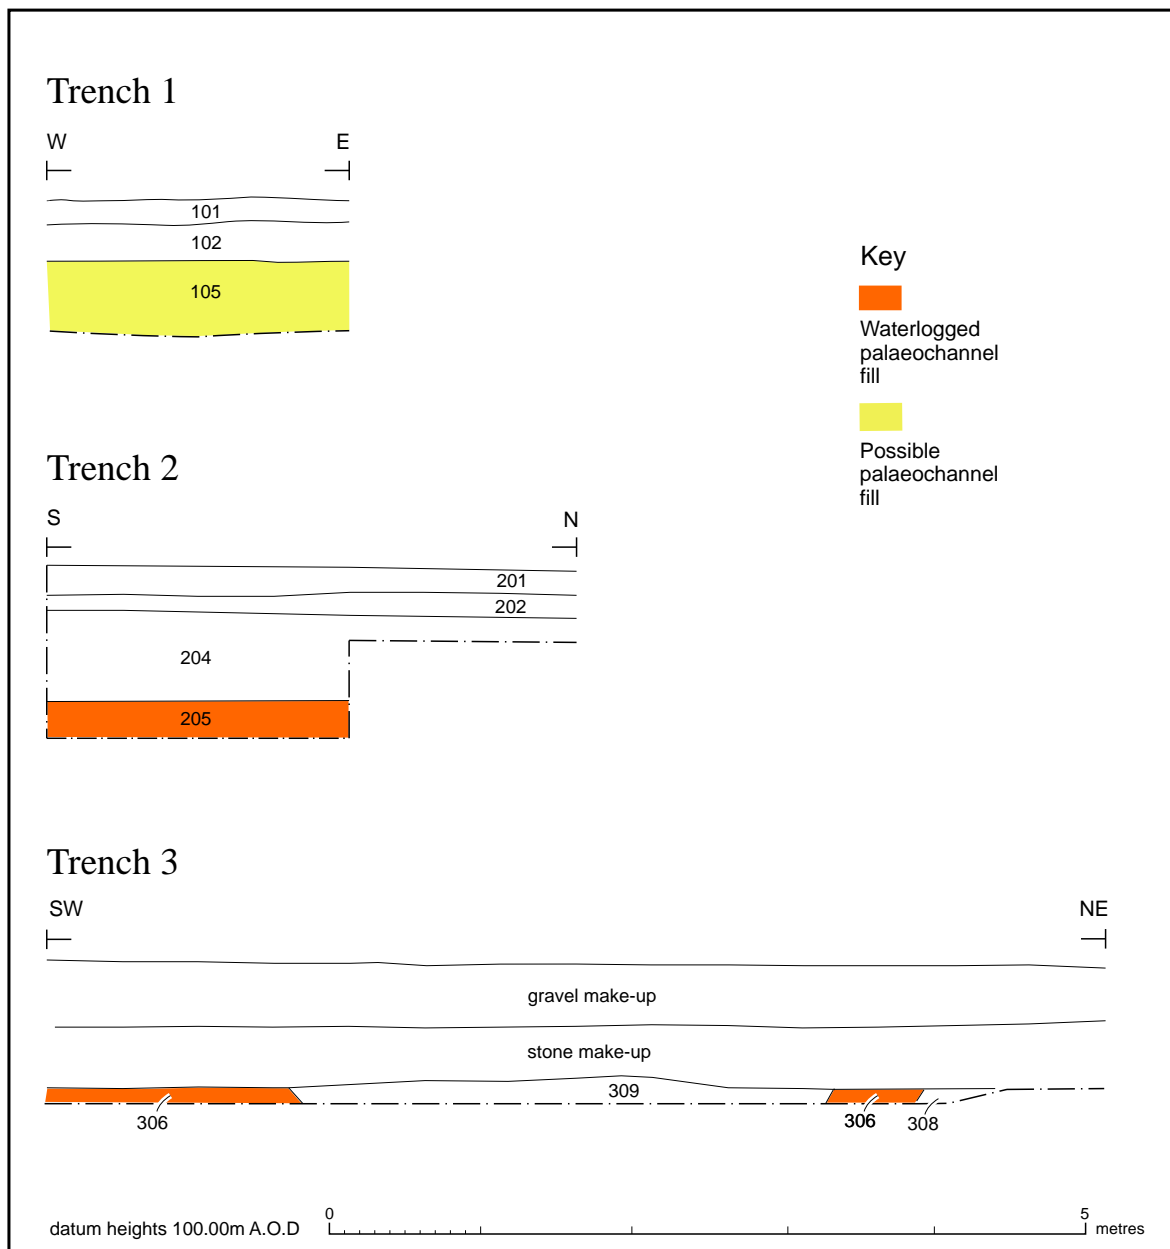 Trench 1
W E
101
102
105
Key
Waterlogged
palaeochannel
fill
Possible
palaeochannel
fill
Trench 2
S N
201
202
204
205
Trench 3
SW NE
gravel make-up
stone make-up
309
306 306 308
datum heights 100.00m A.O.D 0 5 metres